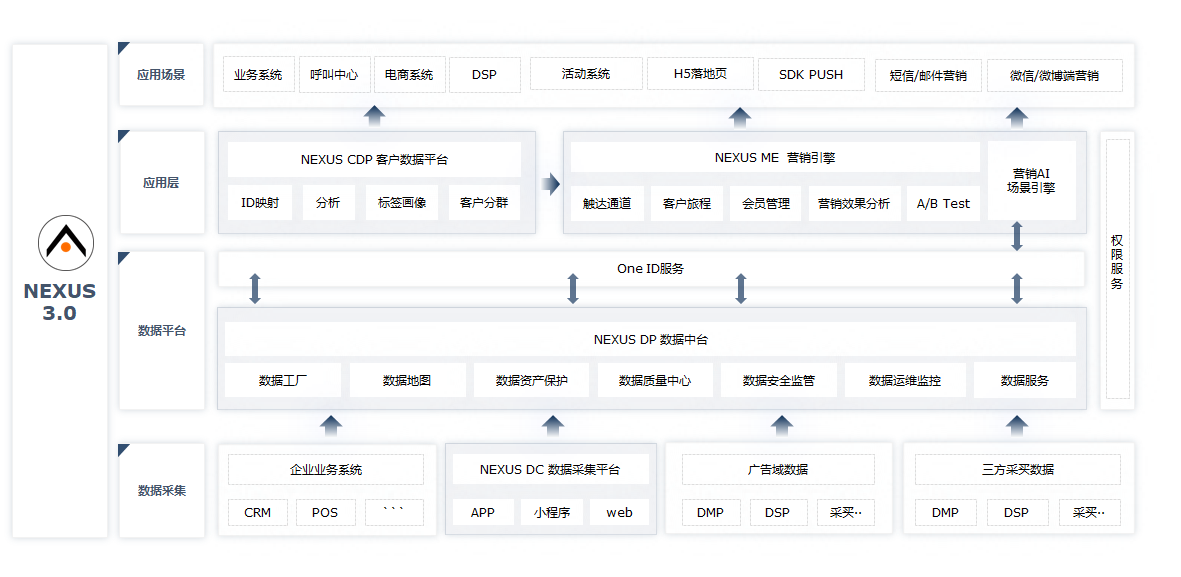 NEXUS
3.0
应用场景
业务系统
呼叫中心
电商系统
DSP
活动系统
H5落地页
SDK PUSH
短信/邮件营销
微信/微博端营销
应用层
NEXUS CDP 客户数据平台
ID映射
分析
标签画像
客户分群
NEXUS ME 营销引擎
触达通道
客户旅程
会员管理
营销效果分析
A/B Test
营销AI
场景引擎
权
限
服
务
数据平台
One ID服务
NEXUS DP 数据中台
数据工厂
数据地图
数据资产保护
数据质量中心
数据安全监管
数据运维监控
数据服务
数据采集
企业业务系统
CRM
POS
```
NEXUS DC 数据采集平台
APP
小程序
web
广告域数据
DMP
DSP
采买··
三方采买数据
DMP
DSP
采买··